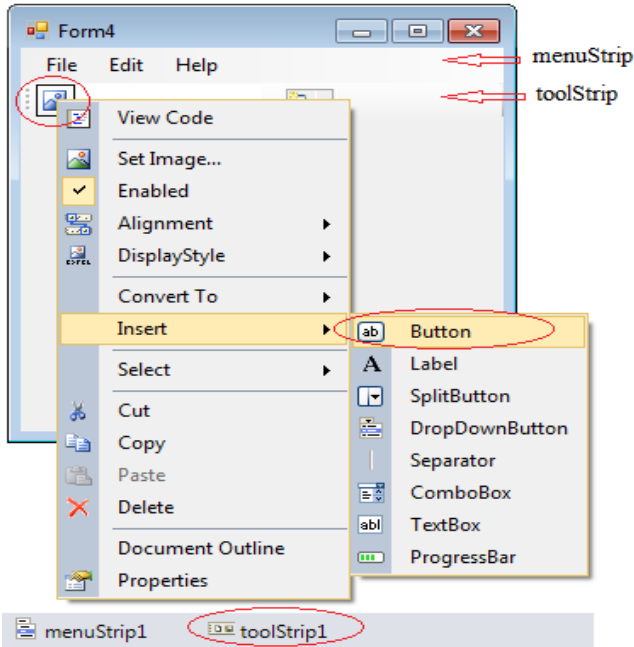 Form4
File Edit Help
menuStrip
toolStrip
View Code
Set Image...
Enabled
Alignment
DisplayStyle
Convert To
Insert
Select
Cut
Copy
Paste
Delete
Document Outline
Properties
Button
Label
SplitButton
DropDownButton
Separator
ComboBox
TextBox
ProgressBar
menuStrip1
toolStrip1